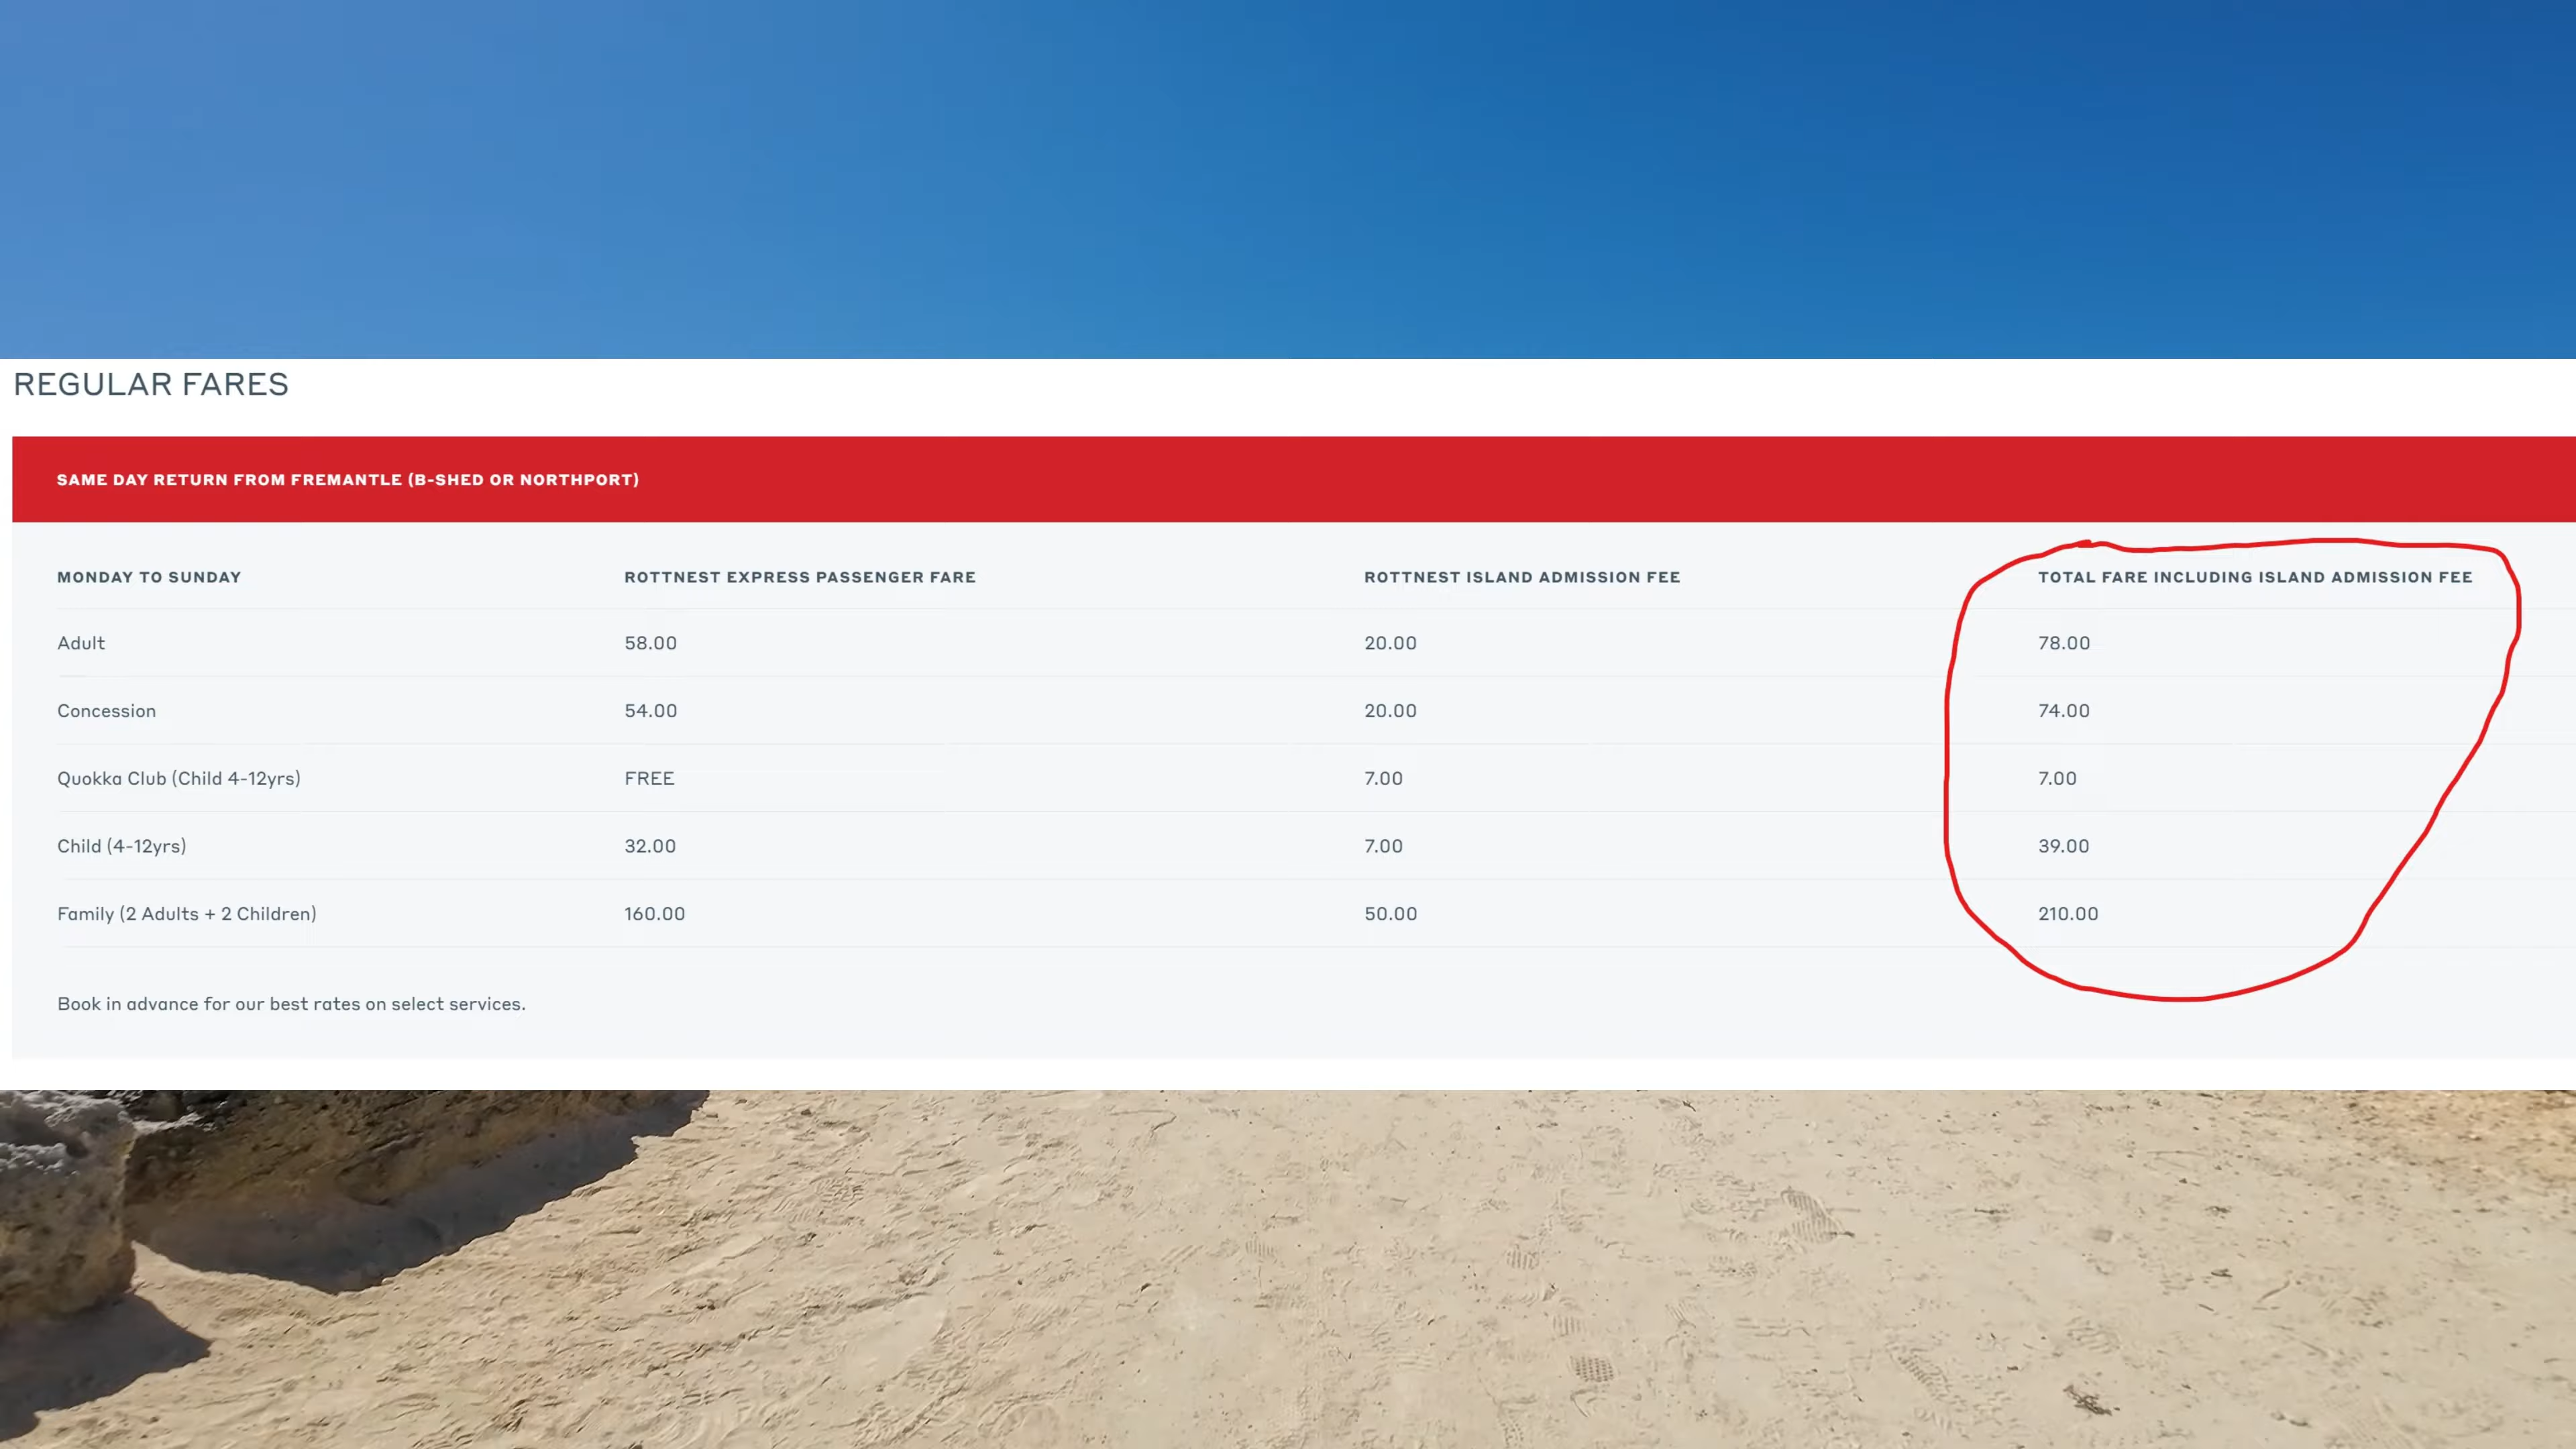 REGULAR FARES
SAME DAY RETURN FROM FREMANTLE (B-SHED OR NORTHPORT)
MONDAY TO SUNDAY ROTTNEST EXPRESS PASSENGER FARE ROTTNEST ISLAND ADMISSION FEE TOTAL FARE INCLUDING ISLAND ADMISSION FEE
Adult 58.00 20.00 78.00
Concession 54.00 20.00 74.00
Quokka Club (Child 4-12yrs) FREE 7.00 7.00
Child (4-12yrs) 32.00 7.00 39.00
Family (2 Adults + 2 Children) 160.00 50.00 210.00
Book in advance for our best rates on select services.